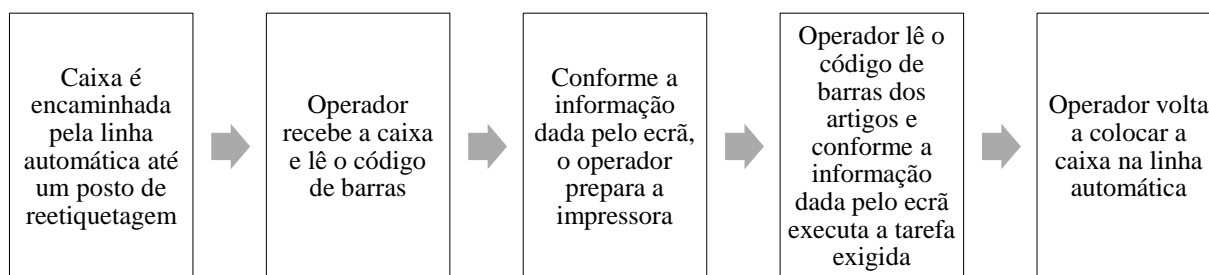 Caixa é
encaminhada
pela linha
automática até
um posto de
reetiquetagem
Operador
recebe a caixa
e lê o código
de barras
Conforme a
informação
dada pelo ecrã,
o operador
prepara a
impressora
Operador lê o
código de
barras dos
artigos e
conforme a
informação
dada pelo ecrã
executa a tarefa
exigida
Operador volta
a colocar a
caixa na linha
automática